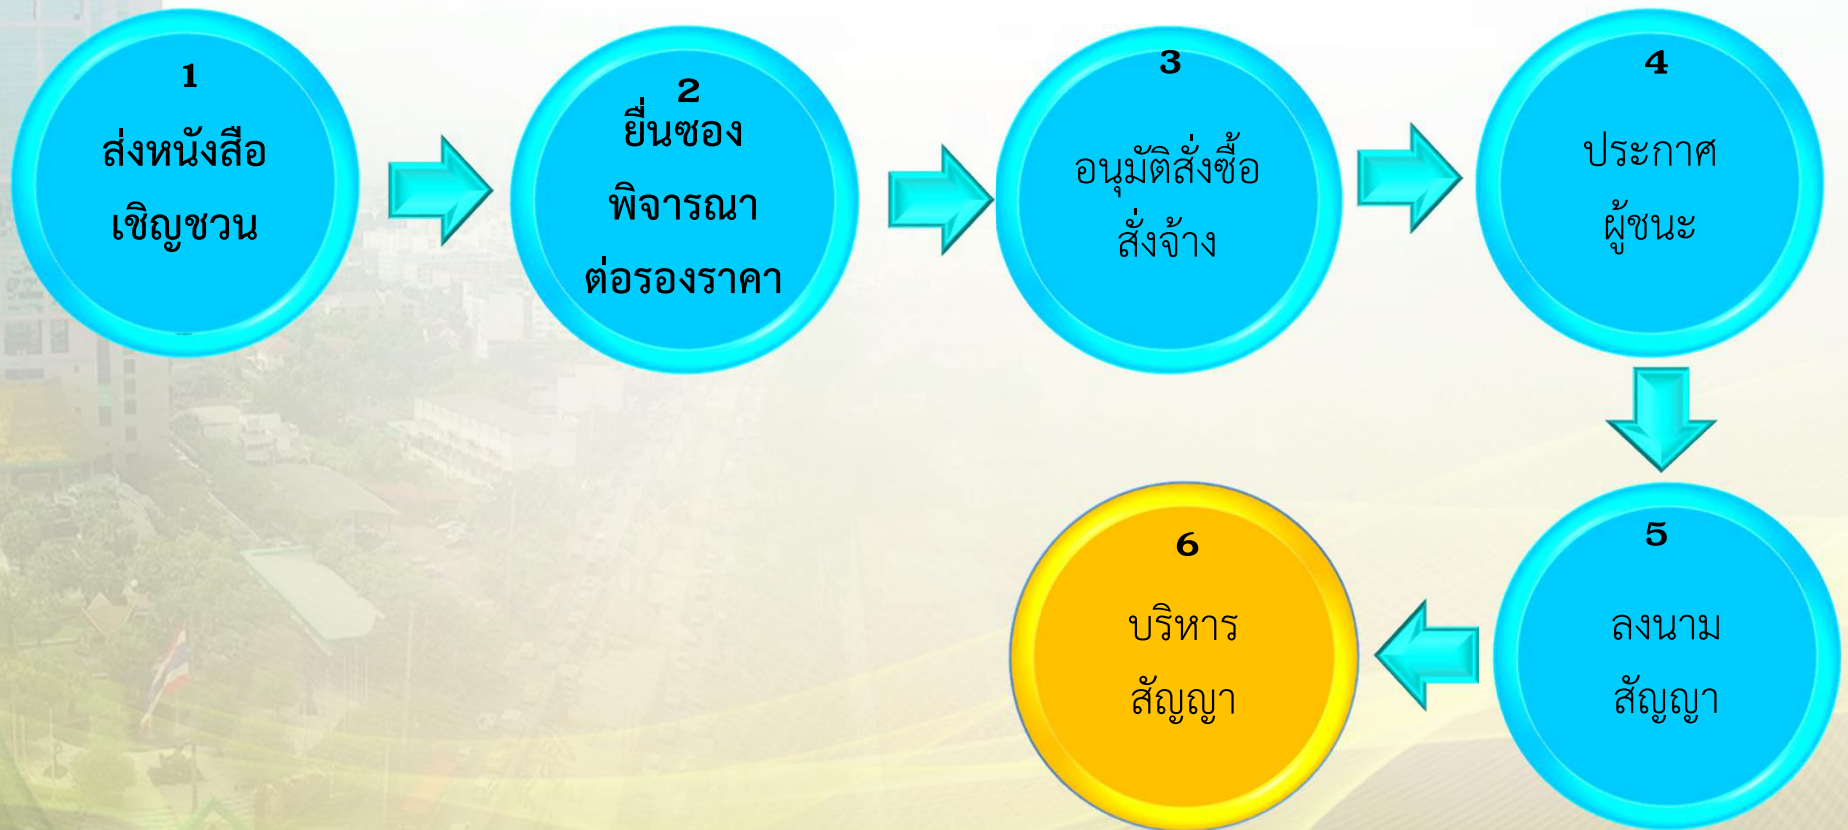 1
ส่งหนังสือ
เชิญชวน
2
ยื่นซอง
พิจารณา
ต่อรองราคา
3
อนุมัติสั่งซื้อ
สั่งจ้าง
4
ประกาศ
ผู้ชนะ
5
ลงนาม
สัญญา
6
บริหาร
สัญญา